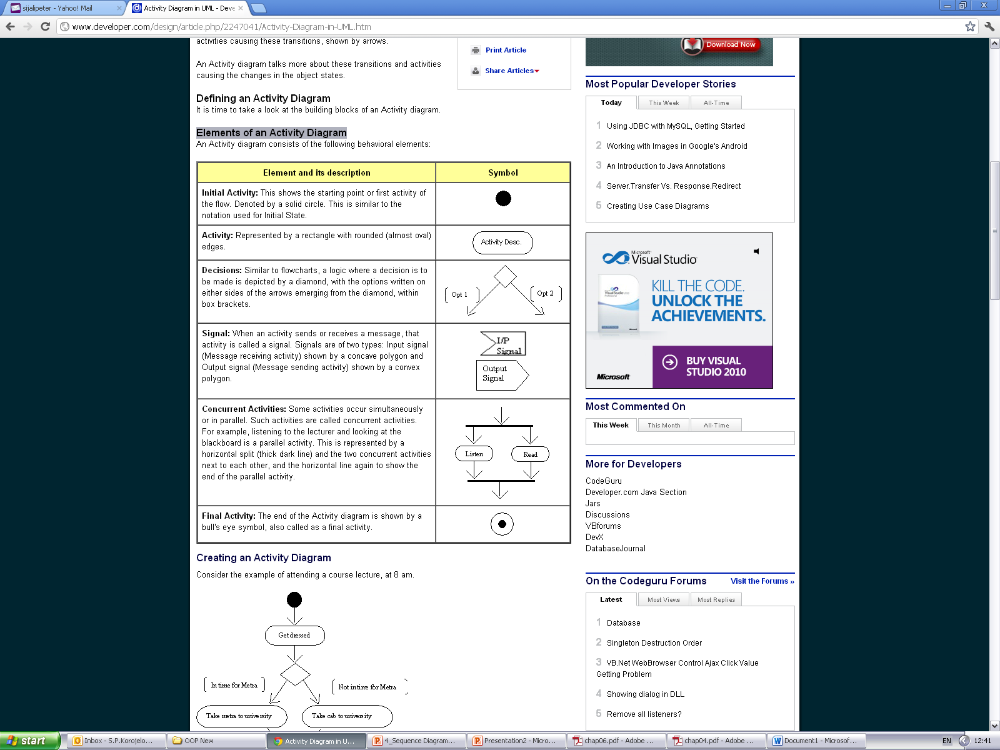 sijalipeter - Yahoo! Mail
Activity Diagram in UML - Deve
www.developer.com/design/article.php/2247041/Activity-Diagram-in-UML.htm
activities causing these transitions, shown by arrows.
An Activity diagram talks more about these transitions and activities
causing the changes in the object states.
Defining an Activity Diagram
It is time to take a look at the building blocks of an Activity diagram.
Elements of an Activity Diagram
An Activity diagram consists of the following behavioral elements:
Element and its description
Symbol
Initial Activity: This shows the starting point or first activity of
the flow. Denoted by a solid circle. This is similar to the
notation used for Initial State.
Activity: Represented by a rectangle with rounded (almost oval)
edges.
Activity Desc.
Decisions: Similar to flowcharts, a logic where a decision is to
be made is depicted by a diamond, with the options written on
either sides of the arrows emerging from the diamond, within
box brackets.
Opt 1
Opt 2
Signal: When an activity sends or receives a message, that
activity is called a signal. Signals are of two types: Input signal
(Message receiving activity) shown by a concave polygon and
Output signal (Message sending activity) shown by a convex
polygon.
I/P
Signal
Output
Signal
Concurrent Activities: Some activities occur simultaneously
or in parallel. Such activities are called concurrent activities.
For example, listening to the lecturer and looking at the
blackboard is a parallel activity. This is represented by a
horizontal split (thick dark line) and the two concurrent activities
next to each other, and the horizontal line again to show the
end of the parallel activity.
Listen
Read
Final Activity: The end of the Activity diagram is shown by a
bull's eye symbol, also called as a final activity.
Creating an Activity Diagram
Consider the example of attending a course lecture, at 8 am.
Get dressed
In time for Metra
Not in time for Metra
Take metra to university
Take cab to university
Print Article
Share Articles
Download Now
Most Popular Developer Stories
Today
This Week
All-Time
1 Using JDBC with MySQL, Getting Started
2 Working with Images in Google's Android
3 An Introduction to Java Annotations
4 Server.Transfer Vs. Response.Redirect
5 Creating Use Case Diagrams
Microsoft
Visual Studio
KILL THE CODE.
UNLOCK THE
ACHIEVEMENTS.
Visual Studio
BUY VISUAL
STUDIO 2010
Microsoft
Most Commented On
This Week
This Month
All-Time
More for Developers
CodeGuru
Developer.com Java Section
Jars
Discussions
VBforums
DevX
DatabaseJournal
On the Codeguru Forums
Visit the Forums »
Latest
Most Views
Most Replies
1 Database
2 Singleton Destruction Order
3 VB.Net WebBrowser Control Ajax Click Value
Getting Problem
4 Showing dialog in DLL
5 Remove all listeners?
start
Inbox - S.P.Korojelo...
OOP New
Activity Diagram in U...
4_Sequence Diagram...
Presentation2 - Micro...
chap06.pdf - Adobe ...
chap04.pdf - Adobe ...
Document1 - Microsof...
EN
12:41